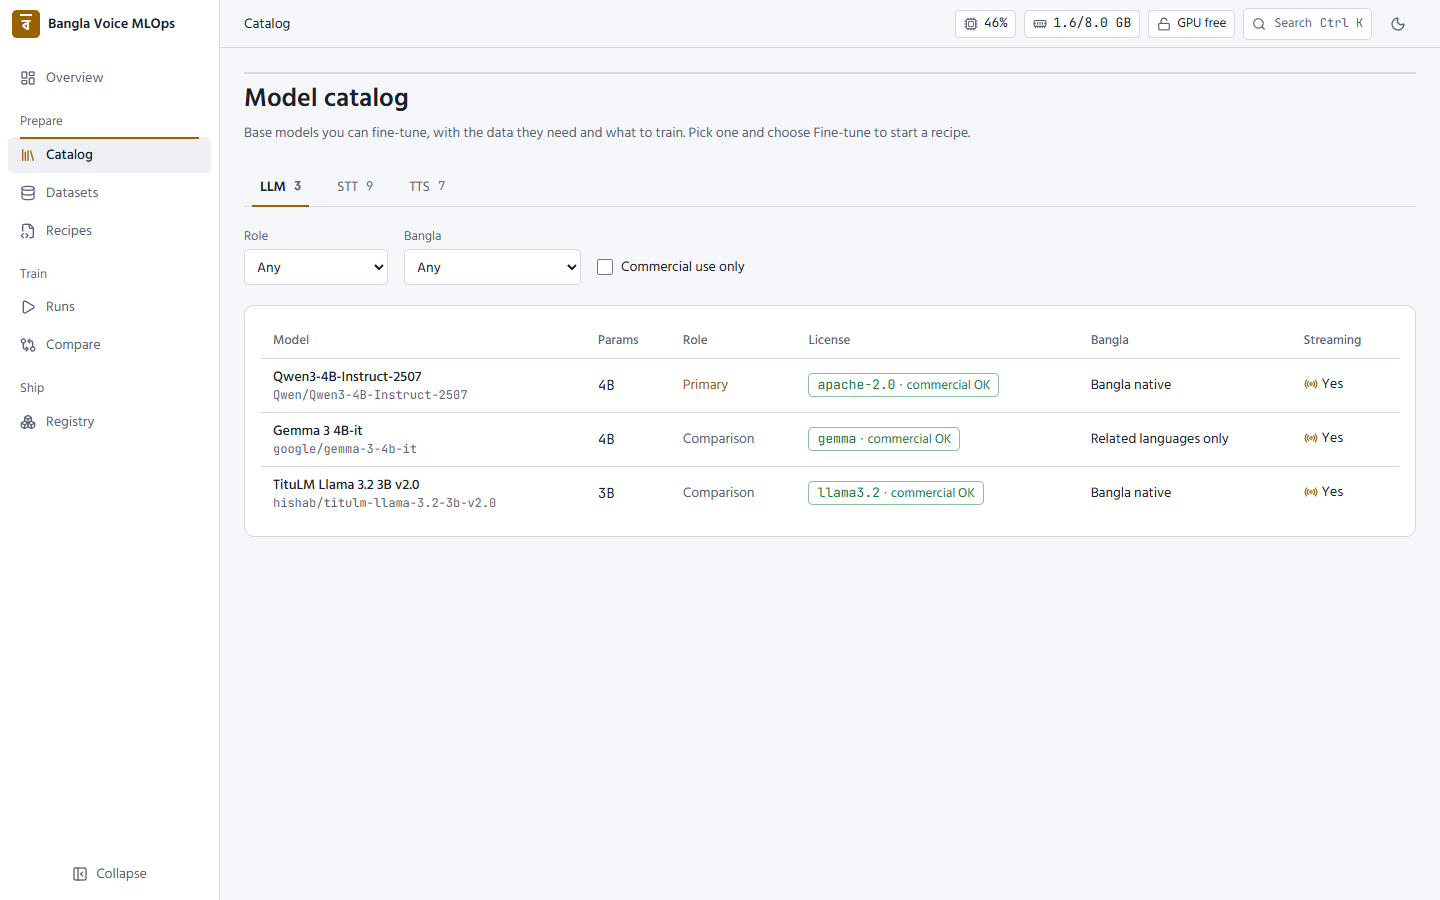 ব Bangla Voice MLOps
Catalog
46%
1.6/8.0 GB
GPU free
Search Ctrl K
Overview
Prepare
Catalog
Datasets
Recipes
Train
Runs
Compare
Ship
Registry
Collapse
Model catalog
Base models you can fine-tune, with the data they need and what to train. Pick one and choose Fine-tune to start a recipe.
LLM 3 STT 9 TTS 7
Role Bangla
Any Any Commercial use only
Model Params Role License Bangla Streaming
Qwen3-4B-Instruct-2507
Qwen/Qwen3-4B-Instruct-2507
4B Primary apache-2.0 · commercial OK Bangla native Yes
Gemma 3 4B-it
google/gemma-3-4b-it
4B Comparison gemma · commercial OK Related languages only Yes
TituLM Llama 3.2 3B v2.0
hishab/titulm-llama-3.2-3b-v2.0
3B Comparison llama3.2 · commercial OK Bangla native Yes